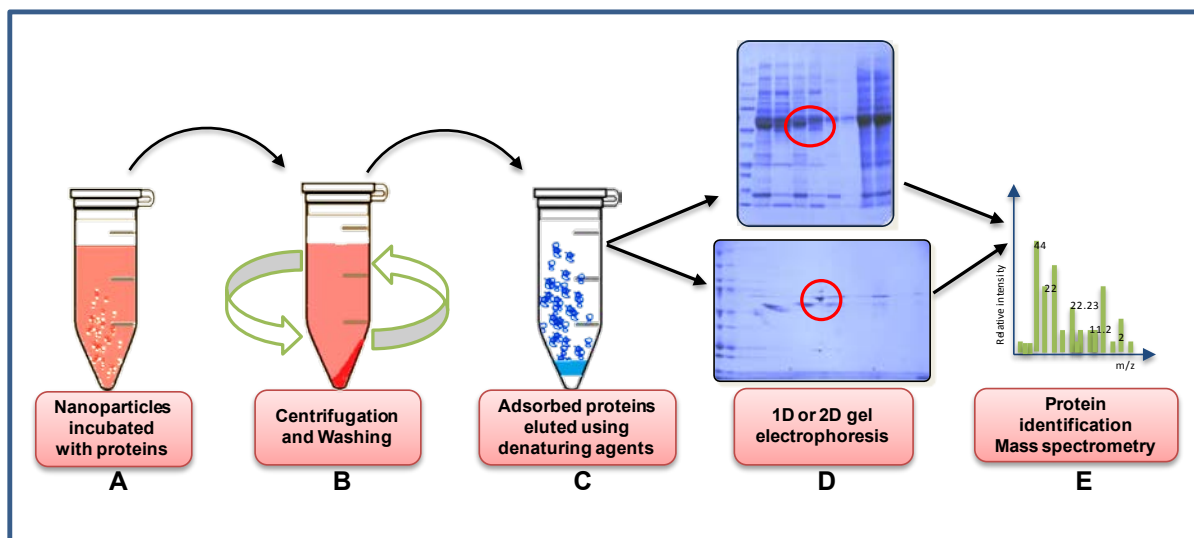 Nanoparticles
incubated
with proteins
A
Centrifugation
and Washing
B
Adsorbed proteins
eluted using
denaturing agents
C
1D or 2D gel
electrophoresis
D
Relative intensity
44
22
22.23
11.2
2
m/z
Protein
identification
Mass spectrometry
E